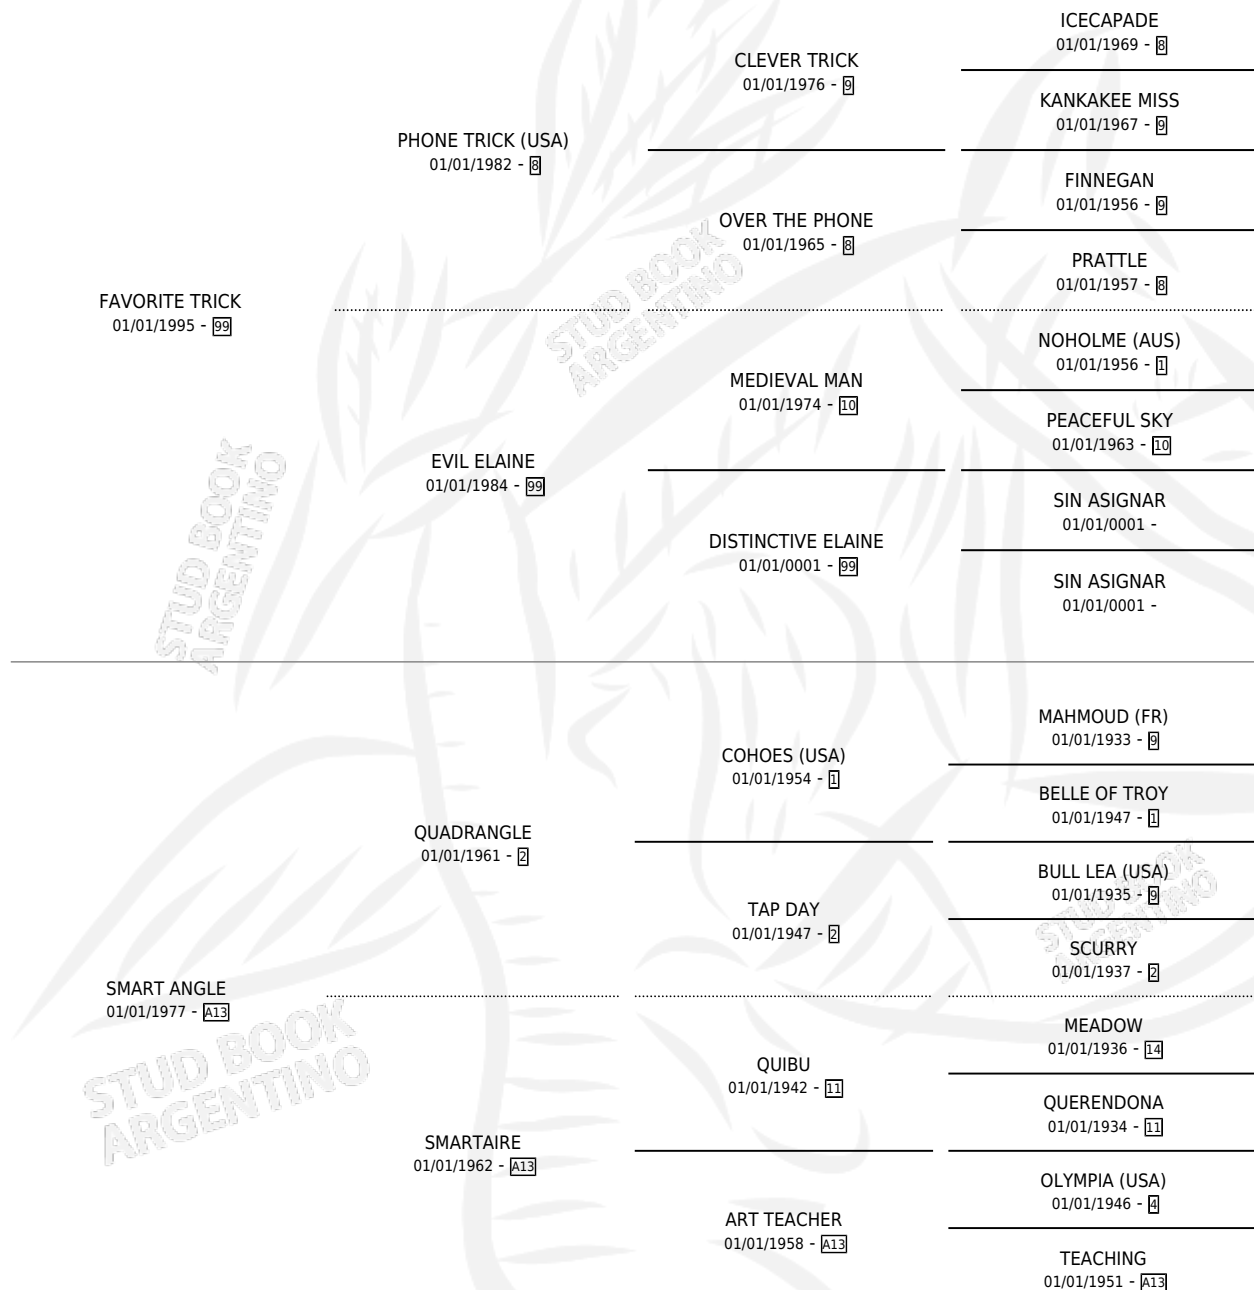 ICECAPADE
01/01/1969 - 8
CLEVER TRICK
01/01/1976 - 9
KANKAKEE MISS
01/01/1967 - 9
PHONE TRICK (USA)
01/01/1982 - 8
FINNEGAN
01/01/1956 - 9
OVER THE PHONE
01/01/1965 - 8
PRATTLE
01/01/1957 - 8
FAVORITE TRICK
01/01/1995 - 99
NOHOLME (AUS)
01/01/1956 - 1
MEDIEVAL MAN
01/01/1974 - 10
PEACEFUL SKY
01/01/1963 - 10
EVIL ELAINE
01/01/1984 - 99
SIN ASIGNAR
01/01/0001 -
DISTINCTIVE ELAINE
01/01/0001 - 99
SIN ASIGNAR
01/01/0001 -
MAHMOUD (FR)
01/01/1933 - 9
COHOES (USA)
01/01/1954 - 1
BELLE OF TROY
01/01/1947 - 1
QUADRANGLE
01/01/1961 - 2
BULL LEA (USA)
01/01/1935 - 9
TAP DAY
01/01/1947 - 2
SCURRY
01/01/1937 - 2
SMART ANGLE
01/01/1977 - A13
MEADOW
01/01/1936 - 14
QUIBU
01/01/1942 - 11
QUERENDONA
01/01/1934 - 11
SMARTAIRE
01/01/1962 - A13
OLYMPIA (USA)
01/01/1946 - 4
ART TEACHER
01/01/1958 - A13
TEACHING
01/01/1951 - A13
STUD BOOK
ARGENTINO
STUD BOOK
ARGENTINO
STUD BOOK
ARGENTINO
STUD BOOK
ARGENTINO